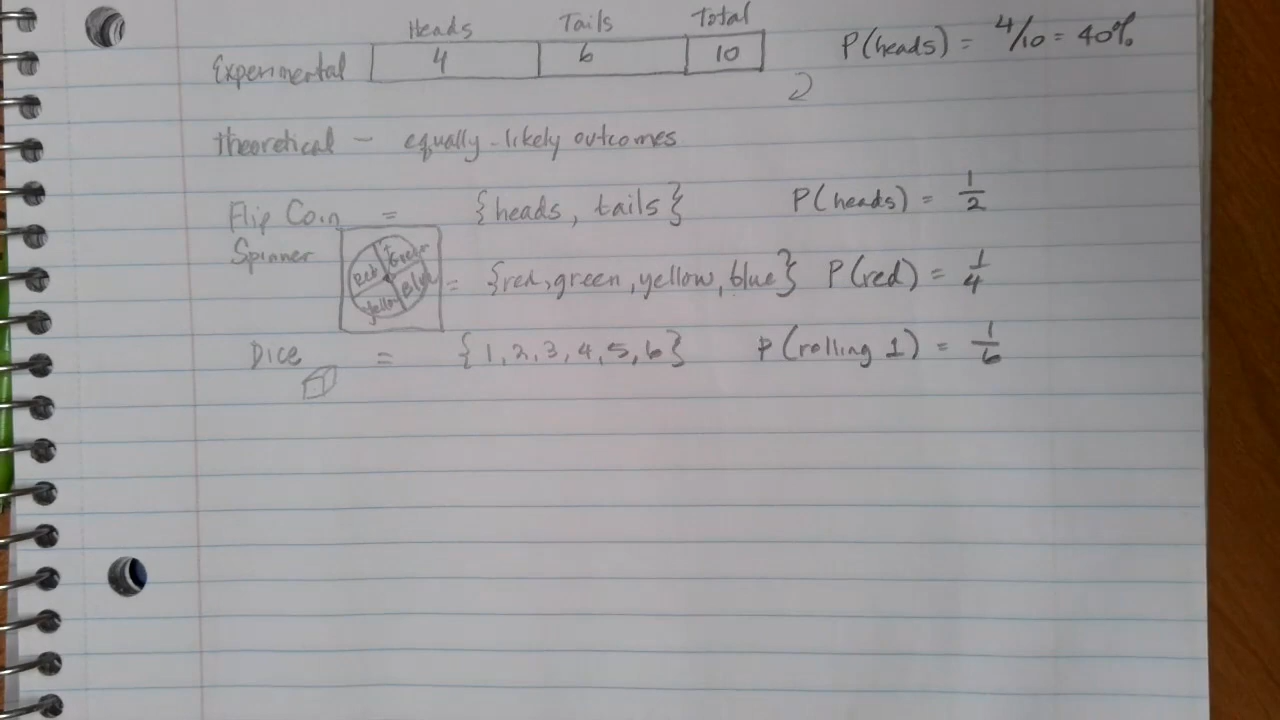 Heads Tails Total
Experimental 4 6 10 P(heads) = 4/10 = 40%
theoretical - equally-likely outcomes
Flip Coin = {heads, tails} P(heads) = 1/2
Spinner Red Green Yellow Blue = {red, green, yellow, blue} P(red) = 1/4
Dice = {1, 2, 3, 4, 5, 6} P(rolling 1) = 1/6